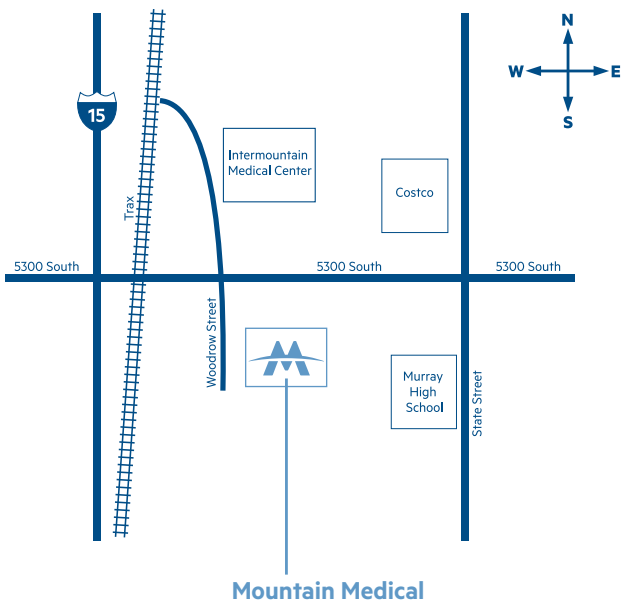 N
W E
S
15
Intermountain
Medical Center
Costco
Trax
5300 South
5300 South
5300 South
Woodrow Street
Murray
High
School
State Street
Mountain Medical